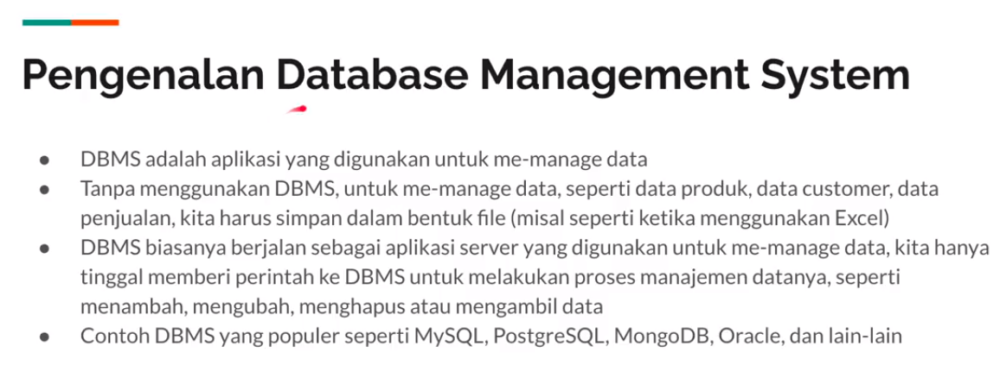 Pengenalan Database Management System
● DBMS adalah aplikasi yang digunakan untuk me-manage data
● Tanpa menggunakan DBMS, untuk me-manage data, seperti data produk, data customer, data
penjualan, kita harus simpan dalam bentuk file (misal seperti ketika menggunakan Excel)
● DBMS biasanya berjalan sebagai aplikasi server yang digunakan untuk me-manage data, kita hanya
tinggal memberi perintah ke DBMS untuk melakukan proses manajemen datanya, seperti
menambah, mengubah, menghapus atau mengambil data
● Contoh DBMS yang populer seperti MySQL, PostgreSQL, MongoDB, Oracle, dan lain-lain